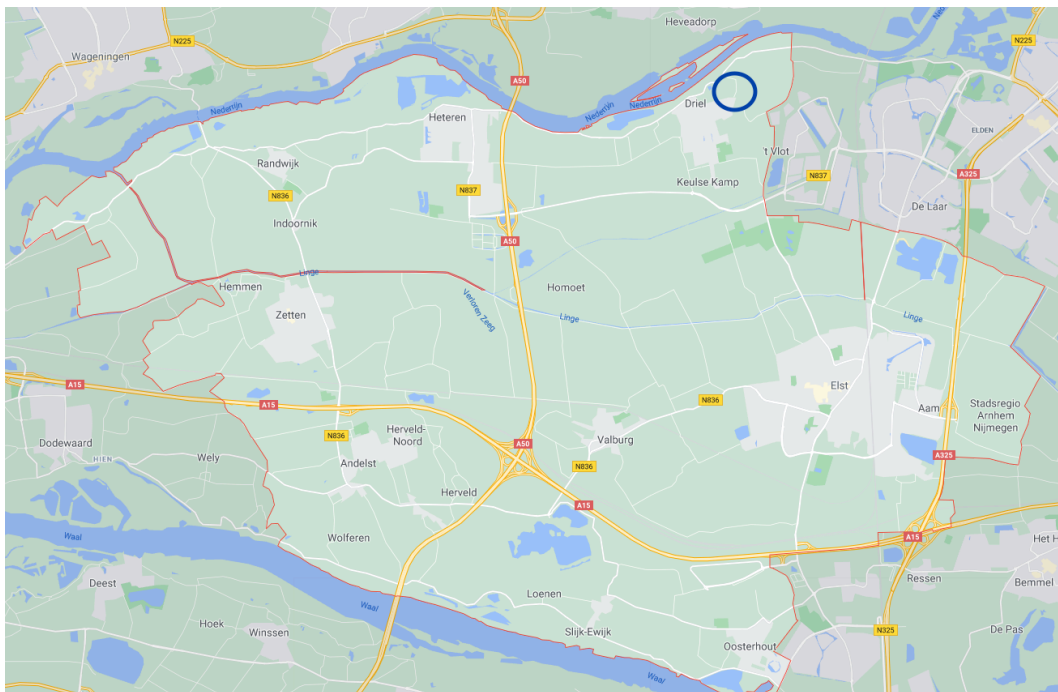 Heveadorp
N225
Wageningen
N225
A50
Nederrijn
Nederrijn
Nederrijn
Nederrijn
Driel
Heteren
ELDEN
't Vlot
Randwijk
A325
N837
Keulse Kamp
N837
N836
De Laar
Indoornik
A50
Linge
Hemmen
Homoet
Verloren Zeeg
Zetten
Linge
Linge
A15
Elst
A15
N836
Stadsregio
Arnhem
Nijmegen
Aam
Dodewaard
Herveld-
Noord
N836
Valburg
A50
HIEN
Wely
A325
Andelst
N836
Herveld
A15
Waal
Wolferen
A15
Het H
Deest
Ressen
Bemmel
Loenen
Waal
Hoek
Winssen
Slijk-Ewijk
N325
De Pas
Oosterhout
Waal